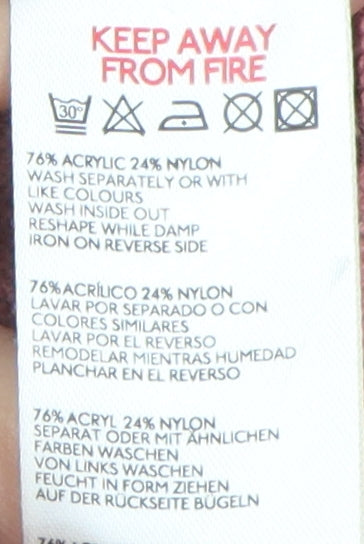 KEEP AWAY
FROM FIRE
30°
76% ACRYLIC 24% NYLON
WASH SEPARATELY OR WITH
LIKE COLOURS
WASH INSIDE OUT
RESHAPE WHILE DAMP
IRON ON REVERSE SIDE
76% ACRÍLICO 24% NYLON
LAVAR POR SEPARADO O CON
COLORES SIMILARES
LAVAR POR EL REVERSO
REMODELAR MIENTRAS HUMEDAD
PLANCHAR EN EL REVERSO
76% ACRYL 24% NYLON
SEPARAT ODER MIT ÄHNLICHEN
FARBEN WASCHEN
VON LINKS WASCHEN
FEUCHT IN FORM ZIEHEN
AUF DER RÜCKSEITE BÜGELN